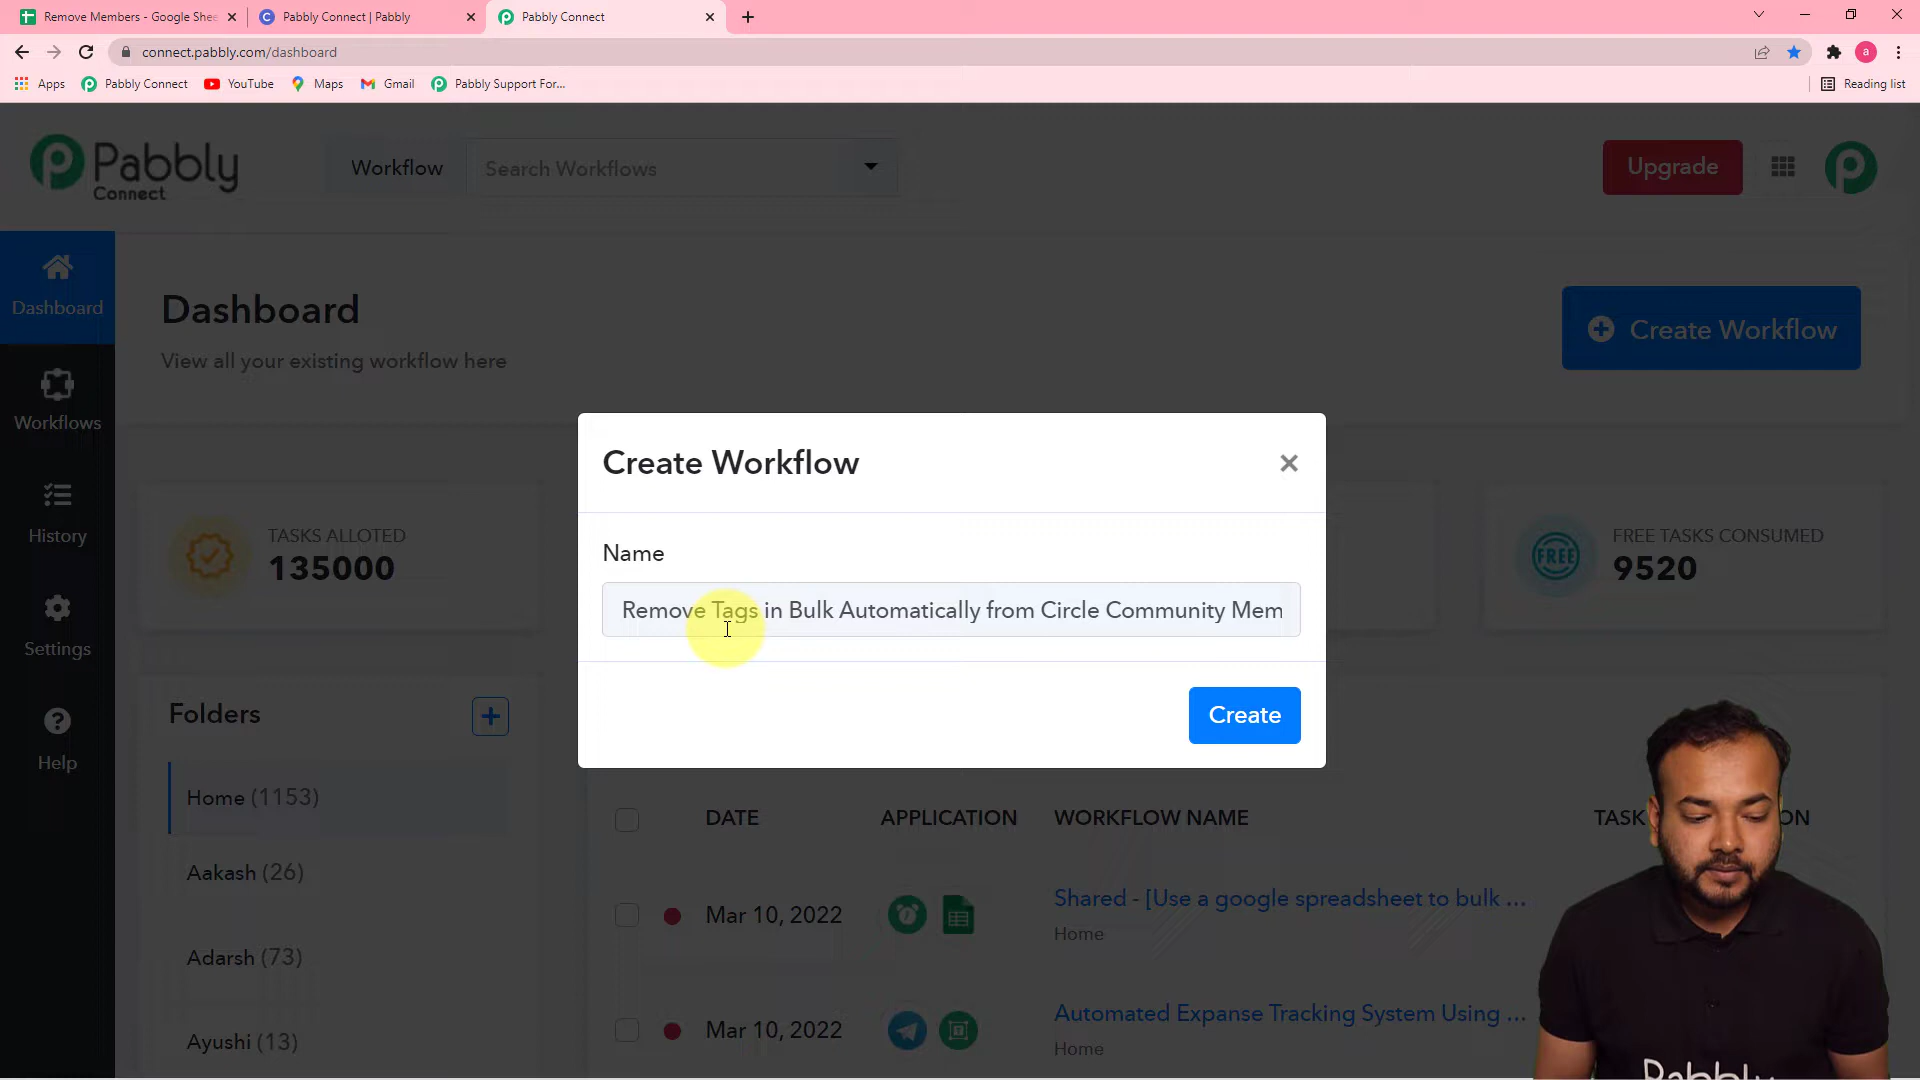 Remove Members - Google Shee
Pabbly Connect | Pabbly
Pabbly Connect
connect.pabbly.com/dashboard
a
Apps
Pabbly Connect
YouTube
Maps
Gmail
Pabbly Support For...
Reading list
Pabbly
Connect
Workflow
Search Workflows
Upgrade
Dashboard
Workflows
History
Settings
Help
Dashboard
View all your existing workflow here
Create Workflow
TASKS ALLOTED
135000
FREE
FREE TASKS CONSUMED
9520
Create Workflow
Name
Remove Tags in Bulk Automatically from Circle Community Mem
Create
Folders
Home (1153)
Aakash (26)
Adarsh (73)
Ayushi (13)
DATE
APPLICATION
WORKFLOW NAME
TASK
ON
Mar 10, 2022
Shared - [Use a google spreadsheet to bulk ...
Home
Mar 10, 2022
Automated Expanse Tracking System Using ...
Home
Pabbly